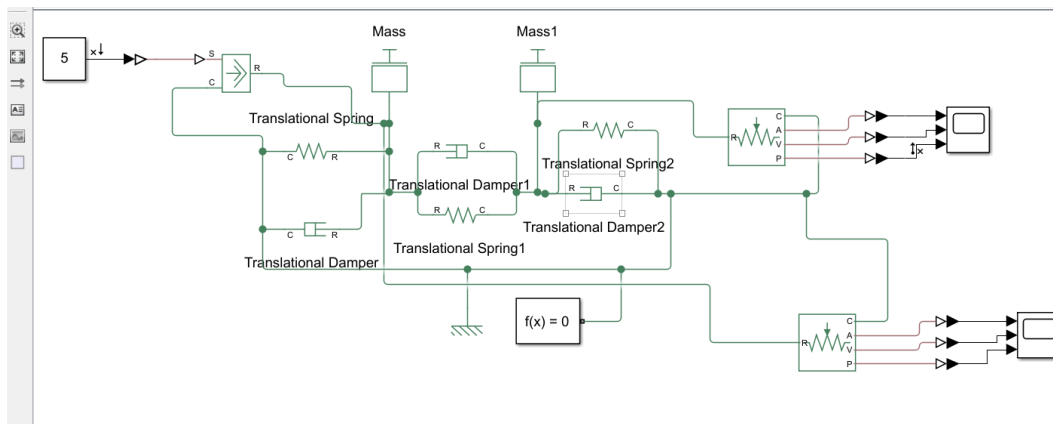 Mass
Mass1
5
S
C
R
Translational Spring
C
R
R
C
Translational Damper1
R
C
Translational Spring1
C
R
Translational Damper
R
C
Translational Spring2
R
C
Translational Damper2
R
C
A
V
P
f(x) = 0
R
C
A
V
P